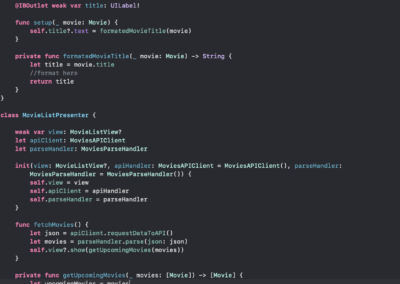 @IBOutlet weak var title: UILabel!
func setup(_ movie: Movie) {
self.title?.text = formatedMovieTitle(movie)
}
private func formatedMovieTitle(_ movie: Movie) -> String {
let title = movie.title
//format here
return title
}
}
class MovieListPresenter {
weak var view: MovieListView?
let apiClient: MoviesAPIClient
let parseHandler: MoviesParseHandler
init(view: MovieListView?, apiHandler: MoviesAPIClient = MoviesAPIClient(), parseHandler:
MoviesParseHandler = MoviesParseHandler()) {
self.view = view
self.apiClient = apiHandler
self.parseHandler = parseHandler
}
func fetchMovies() {
let json = apiClient.requestDataToAPI()
let movies = parseHandler.parse(json: json)
self.view?.show(getUpcomingMovies(movies))
}
private func getUpcomingMovies(_ movies: [Movie]) -> [Movie] {
let upcomingMovies = movies